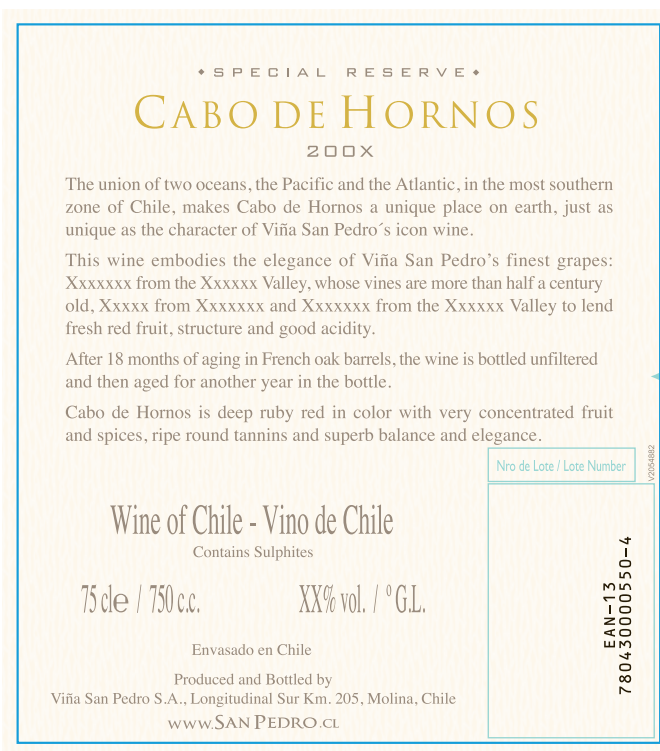 •SPECIAL RESERVE•
CABO DE HORNOS
200X
The union of two oceans, the Pacific and the Atlantic, in the most southern
zone of Chile, makes Cabo de Hornos a unique place on earth, just as
unique as the character of Viña San Pedro´s icon wine.
This wine embodies the elegance of Viña San Pedro's finest grapes:
Xxxxxxx from the Xxxxxx Valley, whose vines are more than half a century
old, Xxxxx from Xxxxxxx and Xxxxxxx from the Xxxxxx Valley to lend
fresh red fruit, structure and good acidity.
After 18 months of aging in French oak barrels, the wine is bottled unfiltered
and then aged for another year in the bottle.
Cabo de Hornos is deep ruby red in color with very concentrated fruit
and spices, ripe round tannins and superb balance and elegance.
Nro de Lote / Lote Number
V2054882
Wine of Chile - Vino de Chile
Contains Sulphites
75 cl℮ / 750 c.c.
XX% vol. / °G.L.
EAN-13
780430000550-4
Envasado en Chile
Produced and Bottled by
Viña San Pedro S.A., Longitudinal Sur Km. 205, Molina, Chile
WWW.SAN PEDRO.CL